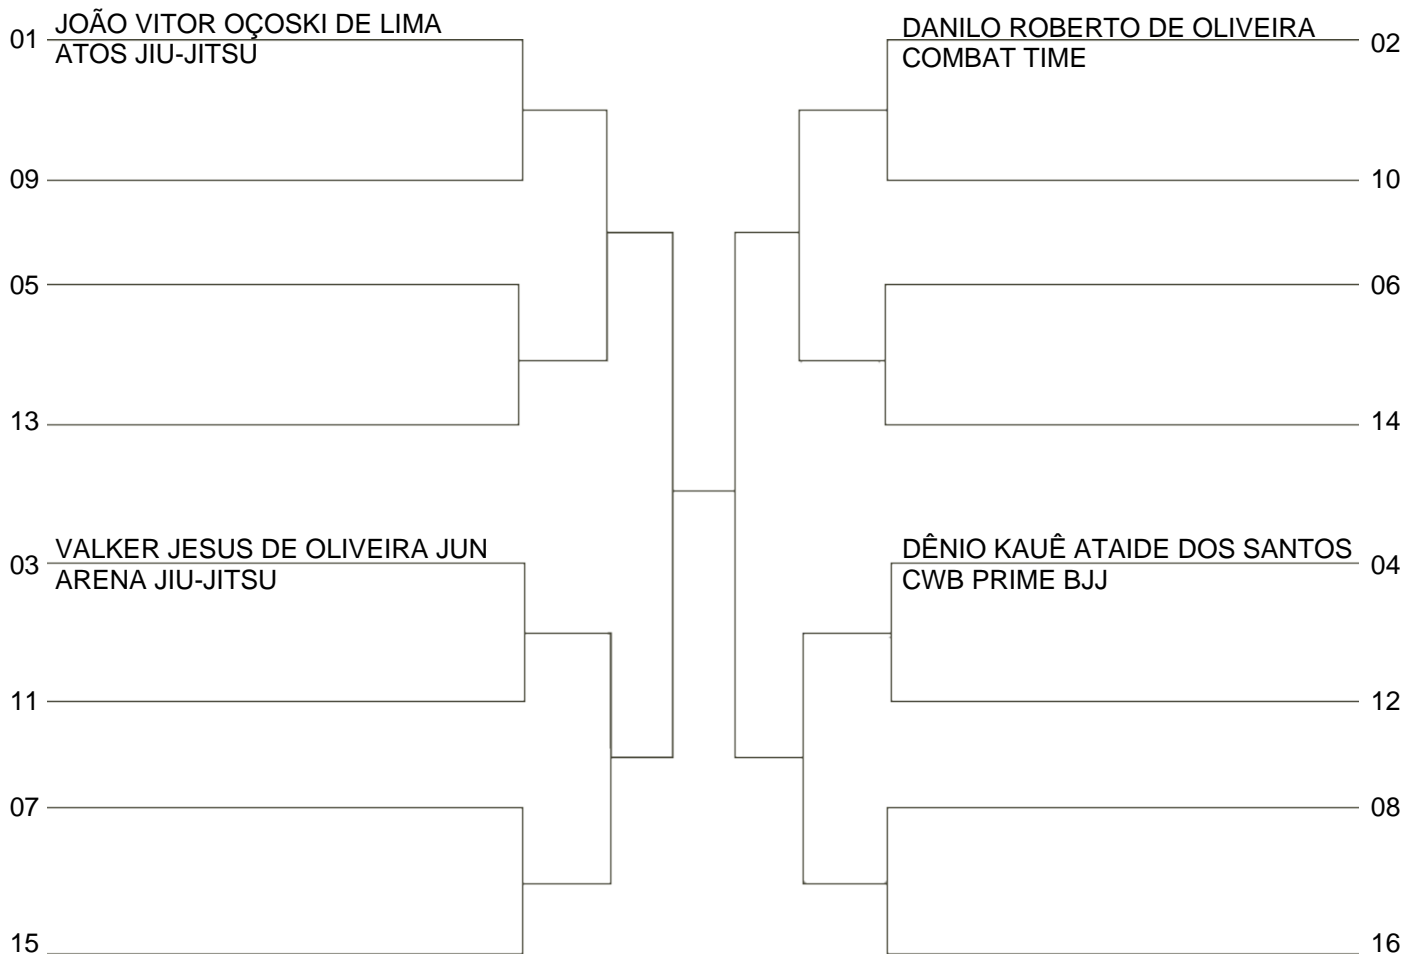 01
JOÃO VITOR OÇOSKI DE LIMA
ATOS JIU-JITSU
09
05
13
03
VALKER JESUS DE OLIVEIRA JUN
ARENA JIU-JITSU
11
07
15
DANILO ROBERTO DE OLIVEIRA
COMBAT TIME
02
10
06
14
DÊNIO KAUÊ ATAIDE DOS SANTOS
CWB PRIME BJJ
04
12
08
16